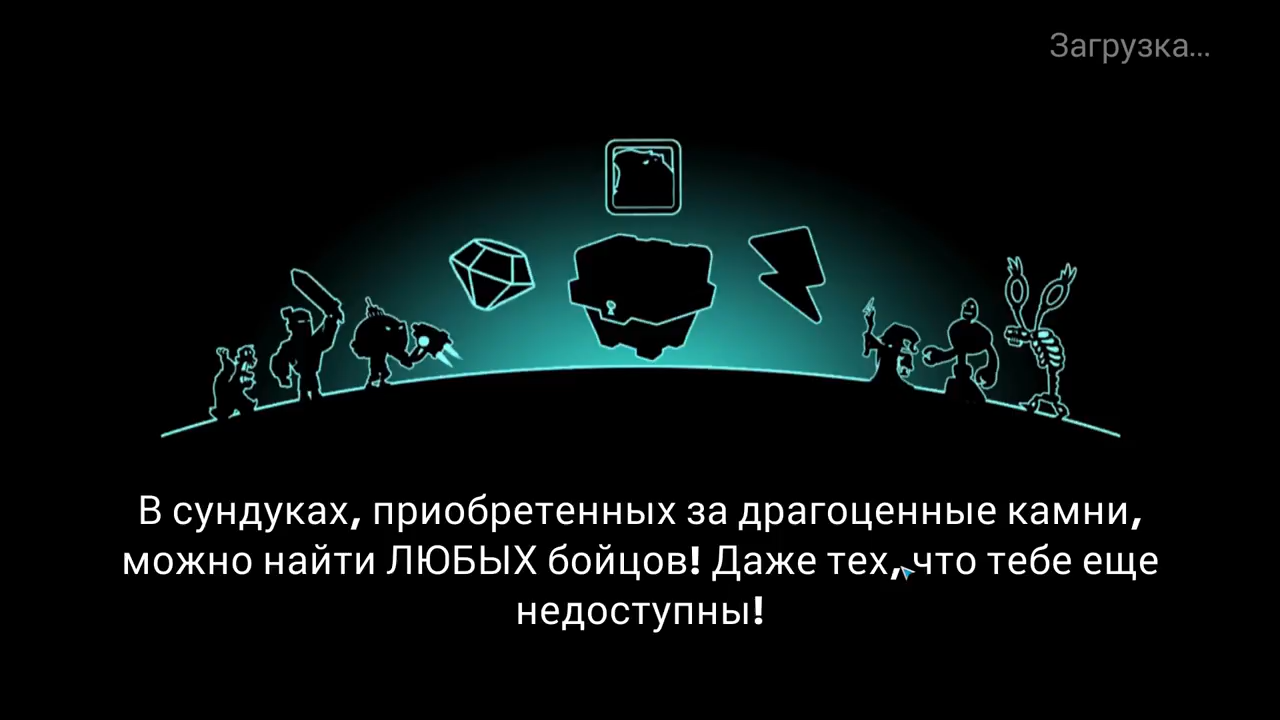 Загрузка...
В сундуках, приобретенных за драгоценные камни,
можно найти ЛЮБЫХ бойцов! Даже тех, что тебе еще
недоступны!